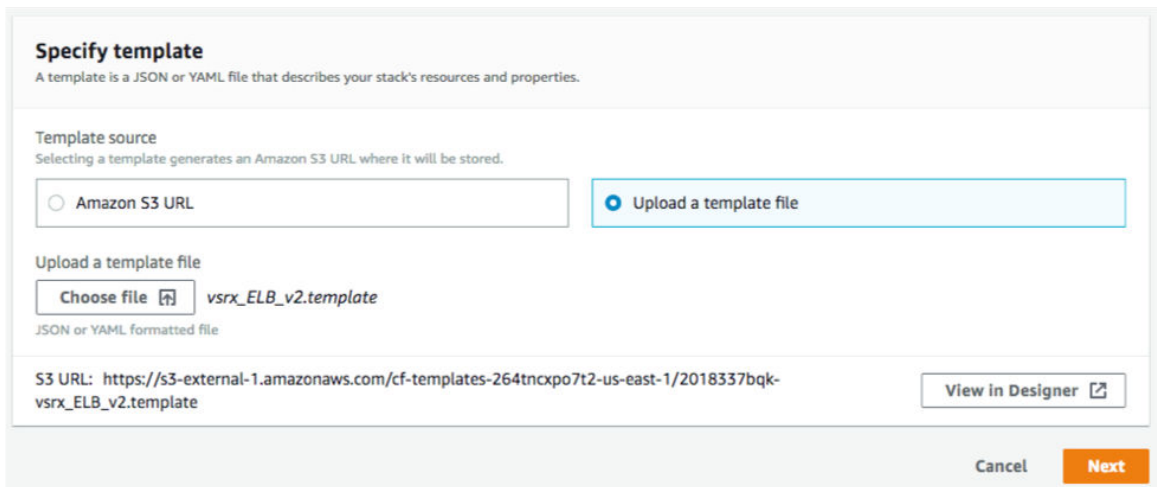 Specify template
A template is a JSON or YAML file that describes your stack's resources and properties.
Template source
Selecting a template generates an Amazon S3 URL where it will be stored.
Amazon S3 URL
Upload a template file
Upload a template file
Choose file
vsrx_ELB_v2.template
JSON or YAML formatted file
S3 URL: https://s3-external-1.amazonaws.com/cf-templates-264tncxpo7t2-us-east-1/2018337bqk-
vsrx_ELB_v2.template
View in Designer
Cancel
Next